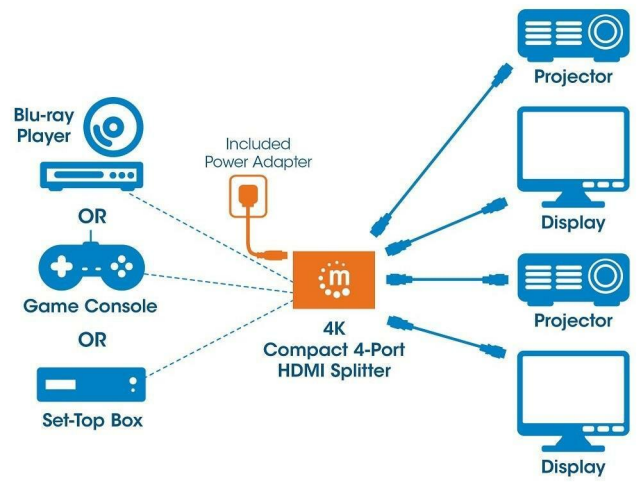 Blu-ray
Player
OR
Game Console
OR
Set-Top Box
Included
Power Adapter
m
4K
Compact 4-Port
HDMI Splitter
Projector
Display
Projector
Display